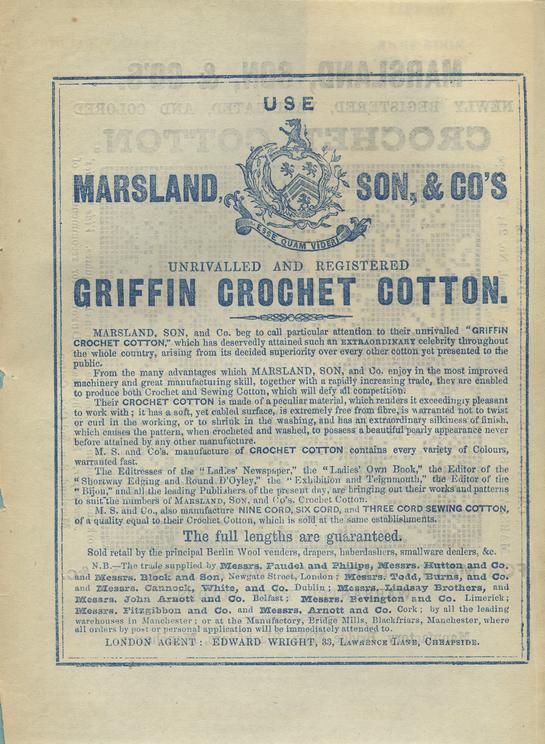 USE
MARSLAND, SON, & CO'S
ESSE QUAM VIDERI
UNRIVALLED AND REGISTERED
GRIFFIN CROCHET COTTON.
MARSLAND, SON, and Co. beg to call particular attention to their unrivalled "GRIFFIN
CROCHET COTTON," which has deservedly attained such an EXTRAORDINARY celebrity throughout
the whole country, arising from its decided superiority over every other cotton yet presented to the
public.
From the many advantages which MARSLAND, SON, and Co. enjoy in the most improved
machinery and great manufacturing skill, together with a rapidly increasing trade, they are enabled
to produce both Crochet and Sewing Cotton, which will defy all competition.
Their CROCHET COTTON is made of a peculiar material, which renders it exceedingly pleasant
to work with; it has a soft, yet cabled surface, is extremely free from fibre, is warranted not to twist
or curl in the working, or to shrink in the washing, and has an extraordinary silkiness of finish,
which causes the pattern, when crocheted and washed, to possess a beautiful pearly appearance never
before attained by any other manufacture.
M. S. and Co's. manufacture of CROCHET COTTON contains every variety of Colours,
warranted fast.
The Editresses of the "Ladies' Newspaper," the "Ladies' Own Book," the Editor of the
"Shortway Edging and Round D'Oyley," the "Exhibition and Teignmouth," the Editor of the
"Bijou," and all the leading Publishers of the present day, are bringing out their works and patterns
to suit the numbers of MARSLAND, SON, and Co's. Crochet Cotton.
M. S. and Co., also manufacture NINE CORD, SIX CORD, and THREE CORD SEWING COTTON,
of a quality equal to their Crochet Cotton, which is sold at the same establishments.
The full lengths are guaranteed.
Sold retail by the principal Berlin Wool venders, drapers, haberdashers, smallware dealers, &c.
N.B.—The trade supplied by Messrs. Faudel and Philips, Messrs. Hutton and Co.
and Messrs. Block and Son, Newgate Street, London; Messrs. Todd, Burns, and Co.
and Messrs. Cannock, White, and Co. Dublin; Messrs. Lindsay Brothers, and
Messrs. John Arnott and Co. Belfast; Messrs. Revington and Co. Limerick;
Messrs. Fitzgibbon and Co. and Messrs. Arnott and Co. Cork; by all the leading
warehouses in Manchester; or at the Manufactory, Bridge Mills, Blackfriars, Manchester, where
all orders by post or personal application will be immediately attended to.
LONDON AGENT: EDWARD WRIGHT, 33, LAWRENCE LANE, CHEAPSIDE.